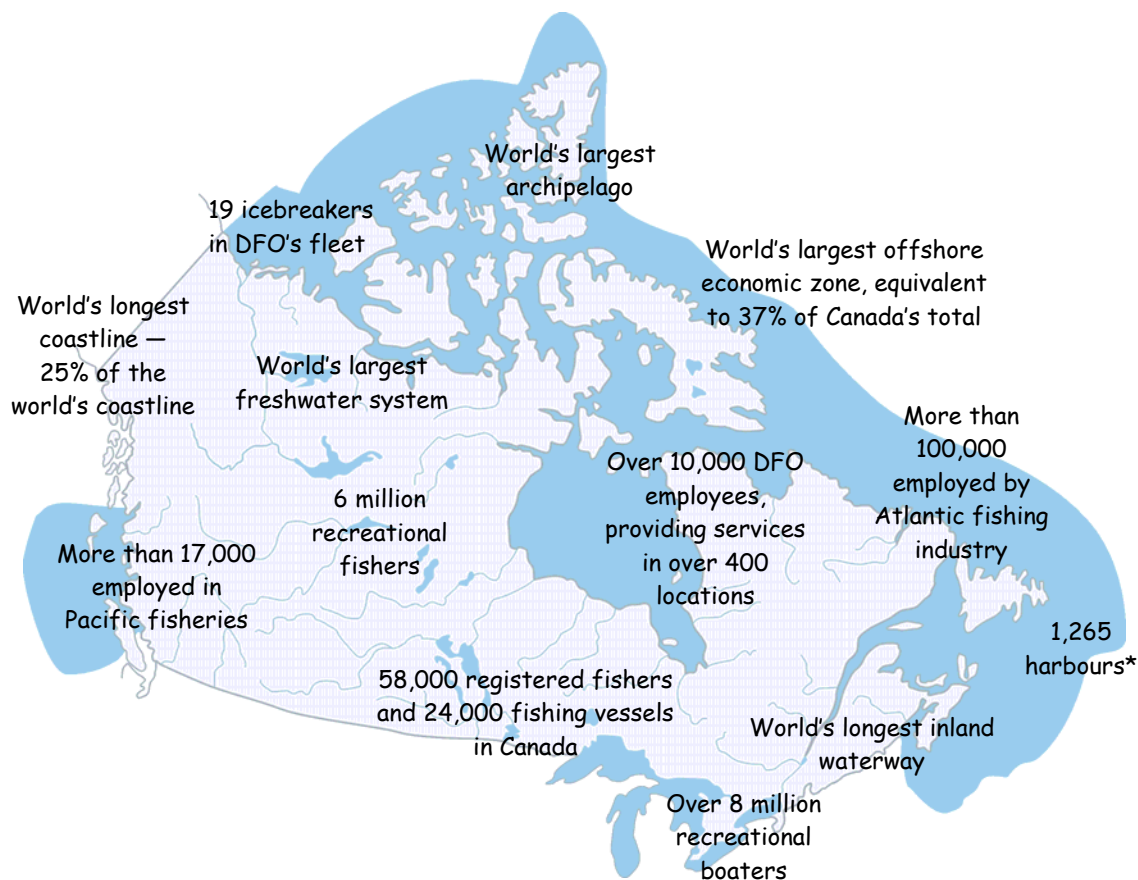 World's largest
archipelago
19 icebreakers
in DFO's fleet
World's largest offshore
economic zone, equivalent
to 37% of Canada's total
World's longest
coastline —
25% of the
world's coastline
World's largest
freshwater system
More than
100,000
employed by
Atlantic fishing
industry
Over 10,000 DFO
employees,
providing services
in over 400
locations
6 million
recreational
fishers
More than 17,000
employed in
Pacific fisheries
1,265
harbours*
58,000 registered fishers
and 24,000 fishing vessels
in Canada
World's longest inland
waterway
Over 8 million
recreational
boaters